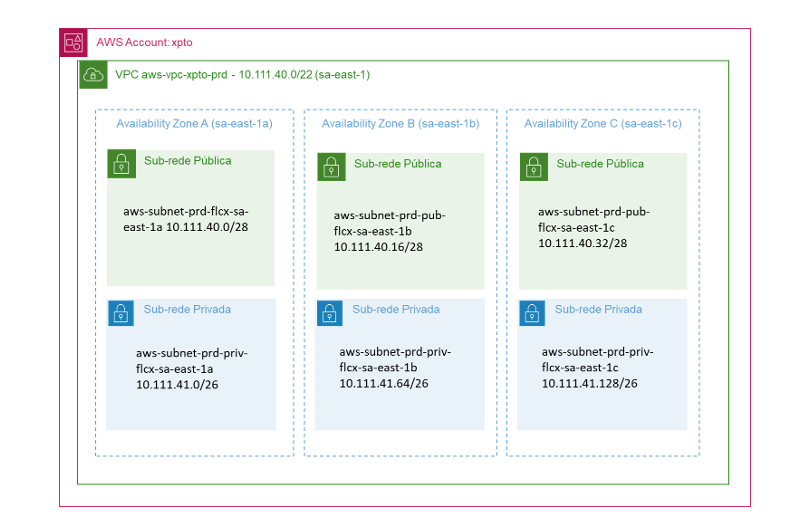 AWS Account: xpto
VPC aws-vpc-xpto-prd - 10.111.40.0/22 (sa-east-1)
Availability Zone A (sa-east-1a)
Sub-rede Pública
aws-subnet-prd-flcx-sa-
east-1a 10.111.40.0/28
Sub-rede Privada
aws-subnet-prd-priv-
flcx-sa-east-1a
10.111.41.0/26
Availability Zone B (sa-east-1b)
Sub-rede Pública
aws-subnet-prd-pub-
flcx-sa-east-1b
10.111.40.16/28
Sub-rede Privada
aws-subnet-prd-priv-
flcx-sa-east-1b
10.111.41.64/26
Availability Zone C (sa-east-1c)
Sub-rede Pública
aws-subnet-prd-pub-
flcx-sa-east-1c
10.111.40.32/28
Sub-rede Privada
aws-subnet-prd-priv-
flcx-sa-east-1c
10.111.41.128/26